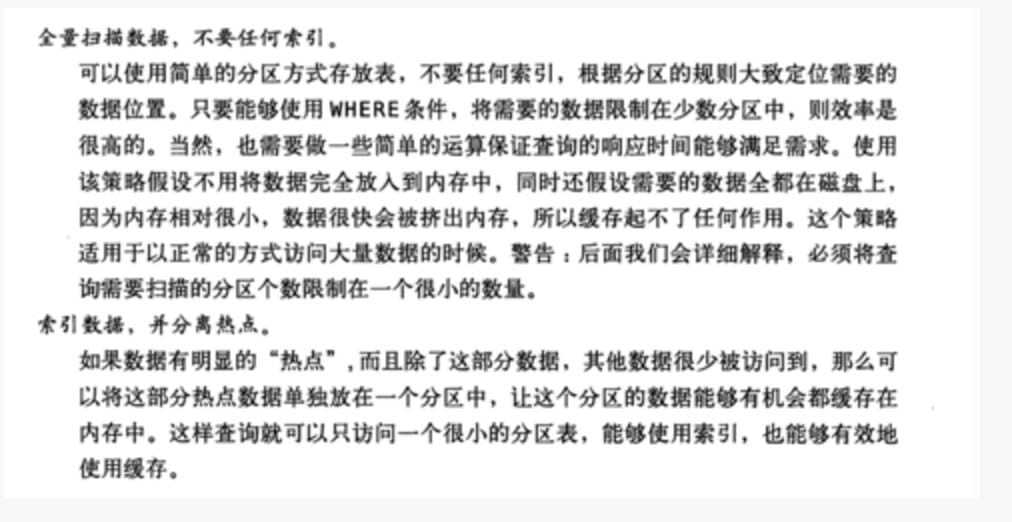 全量扫描数据，不要任何索引。
可以使用简单的分区方式存放表，不要任何索引，根据分区的规则大致定位需要的
数据位置。只要能够使用 WHERE 条件，将需要的数据限制在少数分区中，则效率是
很高的。当然，也需要做一些简单的运算保证查询的响应时间能够满足需求。使用
该策略假设不用将数据完全放入到内存中，同时还假设需要的数据全都在磁盘上，
因为内存相对很小，数据很快会被挤出内存，所以缓存起不了任何作用。这个策略
适用于以正常的方式访问大量数据的时候。警告：后面我们会详细解释，必须将查
询需要扫描的分区个数限制在一个很小的数量。
索引数据，并分离热点。
如果数据有明显的“热点”，而且除了这部分数据，其他数据很少被访问到，那么可
以将这部分热点数据单独放在一个分区中，让这个分区的数据能够有机会都缓存在
内存中。这样查询就可以只访问一个很小的分区表，能够使用索引，也能够有效地
使用缓存。